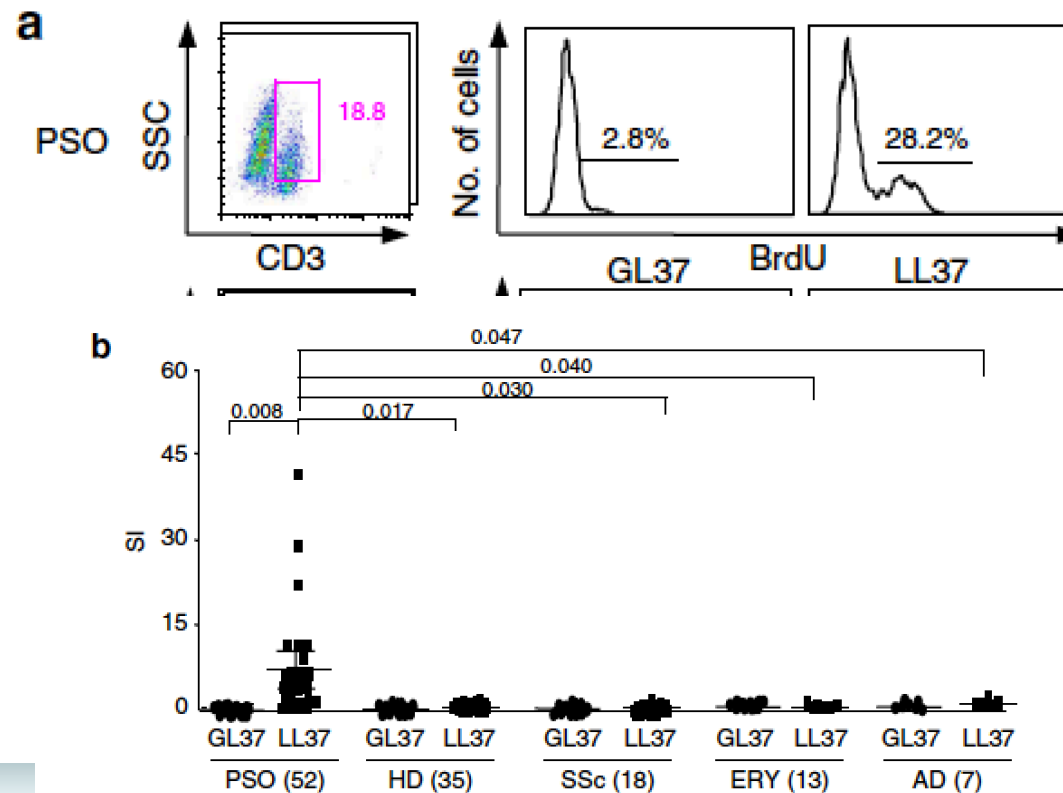 a
PSO
SSC
18.8
CD3
No. of cells
2.8%
28.2%
BrdU
GL37
LL37
b
0.047
0.040
0.030
0.008
0.017
60
45
30
15
0
SI
GL37 LL37 GL37 LL37 GL37 LL37 GL37 LL37 GL37 LL37
PSO (52) HD (35) SSc (18) ERY (13) AD (7)